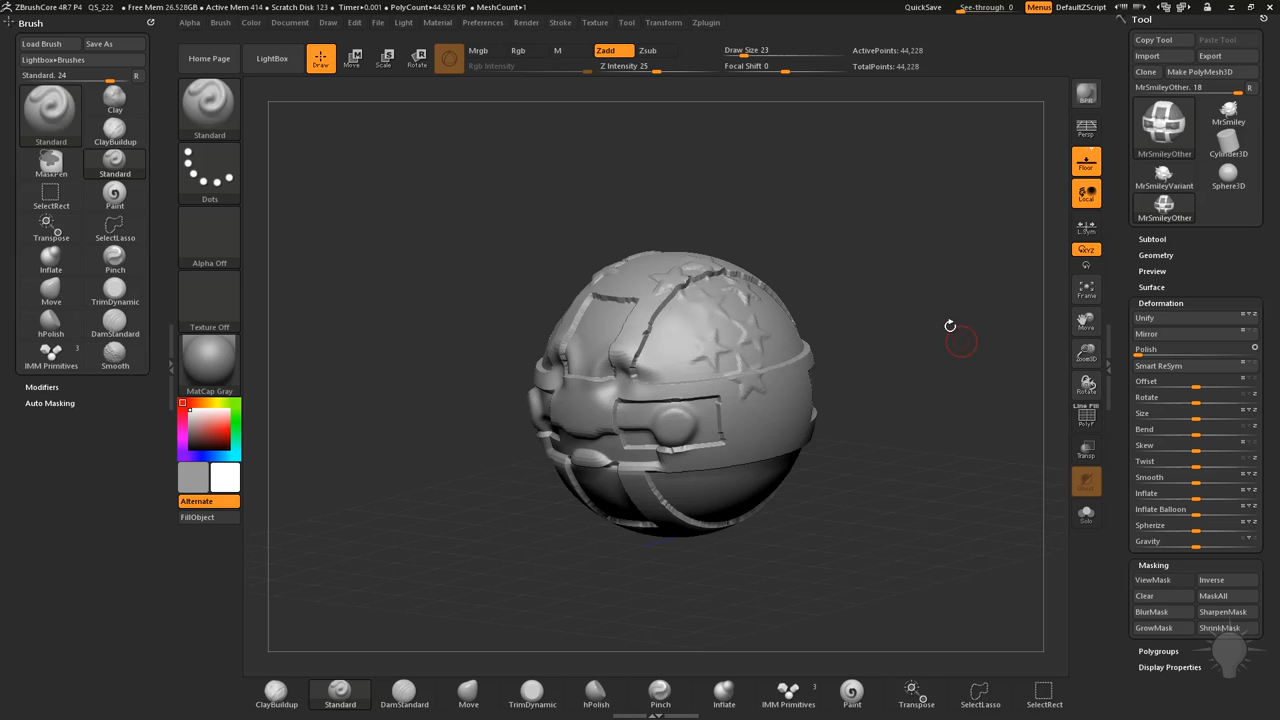 ZBrushCore 4R7 P4 QS_222 • Free Mem 26.528GB • Active Mem 414 • Scratch Disk 123 • Timer▸0.001 • PolyCount▸44.926 KP • MeshCount▸1
QuickSave
See-through 0
Menus
DefaultZScript
Brush
Alpha Brush Color Document Draw Edit File Light Material Preferences Render Stroke Texture Tool Transform Zplugin
Load Brush
Save As
Lightbox▸Brushes
Standard. 24
R
Standard
Clay
ClayBuildup
MaskPen
Standard
SelectRect
Paint
Transpose
SelectLasso
Inflate
Pinch
Move
TrimDynamic
hPolish
DamStandard
IMM Primitives
3
Smooth
Modifiers
Auto Masking
Home Page
LightBox
Draw
Move
Scale
Rotate
Mrgb
Rgb
M
Rgb Intensity
Zadd
Zsub
Z Intensity 25
Draw Size 23
Focal Shift 0
ActivePoints: 44,228
TotalPoints: 44,228
Standard
Dots
Alpha Off
Texture Off
MatCap Gray
Alternate
FillObject
BPR
Persp
Floor
Local
L.Sym
XYZ
Frame
Move
Zoom3D
Rotate
Line Fill
PolyF
Transp
Solo
Tool
Copy Tool
Paste Tool
Import
Export
Clone
Make PolyMesh3D
MrSmileyOther. 18
R
MrSmileyOther
MrSmiley
Cylinder3D
MrSmileyVariant
Sphere3D
MrSmileyOther
Subtool
Geometry
Preview
Surface
Deformation
Unify
Mirror
Polish
Smart ReSym
Offset
Rotate
Size
Bend
Skew
Twist
Smooth
Inflate
Inflate Balloon
Spherize
Gravity
Masking
ViewMask
Inverse
Clear
MaskAll
BlurMask
SharpenMask
GrowMask
ShrinkMask
Polygroups
Display Properties
ClayBuildup
Standard
DamStandard
Move
TrimDynamic
hPolish
Pinch
Inflate
IMM Primitives
3
Paint
Transpose
SelectLasso
SelectRect